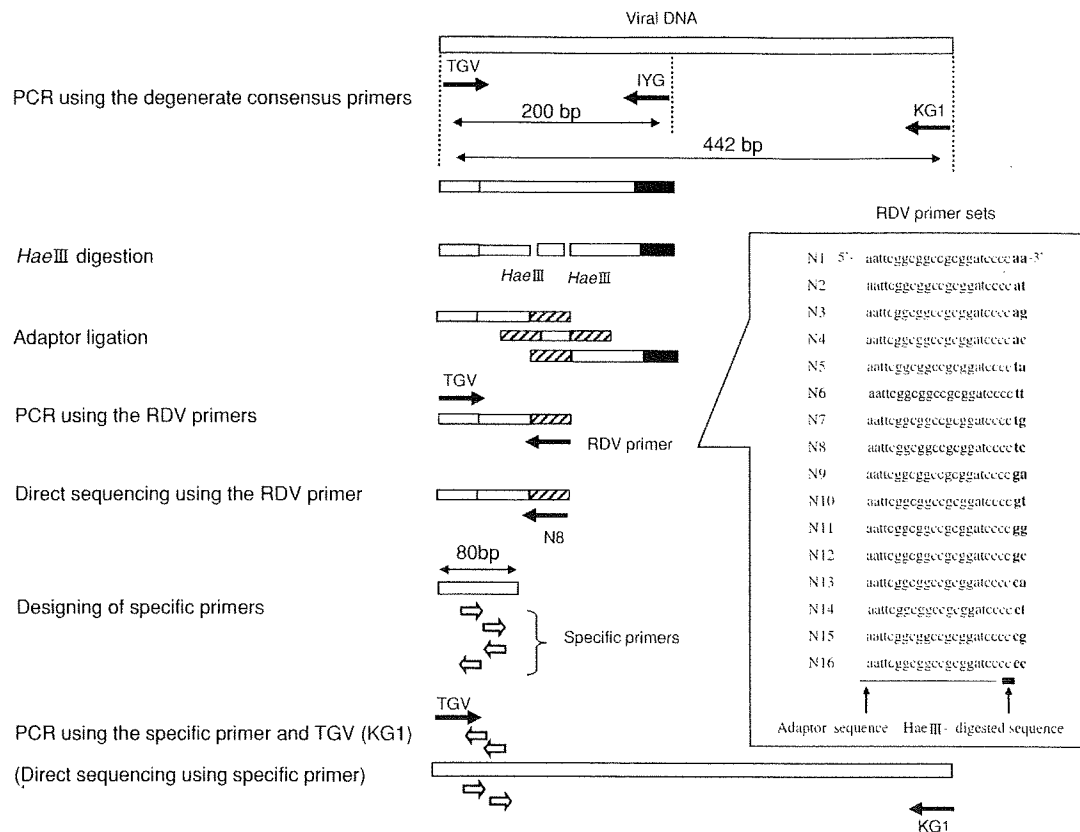 Viral DNA
TGV
IYG
PCR using the degenerate consensus primers
KG1
200 bp
442 bp
HaeⅢ digestion
HaeⅢ
HaeⅢ
Adaptor ligation
TGV
PCR using the RDV primers
RDV primer
Direct sequencing using the RDV primer
N8
80bp
Designing of specific primers
Specific primers
TGV
PCR using the specific primer and TGV (KG1)
(Direct sequencing using specific primer)
KG1
RDV primer sets
N1 5'- aattcggcggccgcggatccccaa-3'
N2 aattcggcggccgcggatccccat
N3 aattcggcggccgcggatccccag
N4 aattcggcggccgcggatccccac
N5 aattcggcggccgcggatccccta
N6 aattcggcggccgcggatcccctt
N7 aattcggcggccgcggatcccctg
N8 aattcggcggccgcggatcccctc
N9 aattcggcggccgcggatccccga
N10 aattcggcggccgcggatccccgt
N11 aattcggcggccgcggatccccgg
N12 aattcggcggccgcggatccccgc
N13 aattcggcggccgcggatccccca
N14 aattcggcggccgcggatccccct
N15 aattcggcggccgcggatcccccg
N16 aattcggcggccgcggatcccccc
Adaptor sequence HaeⅢ- digested sequence